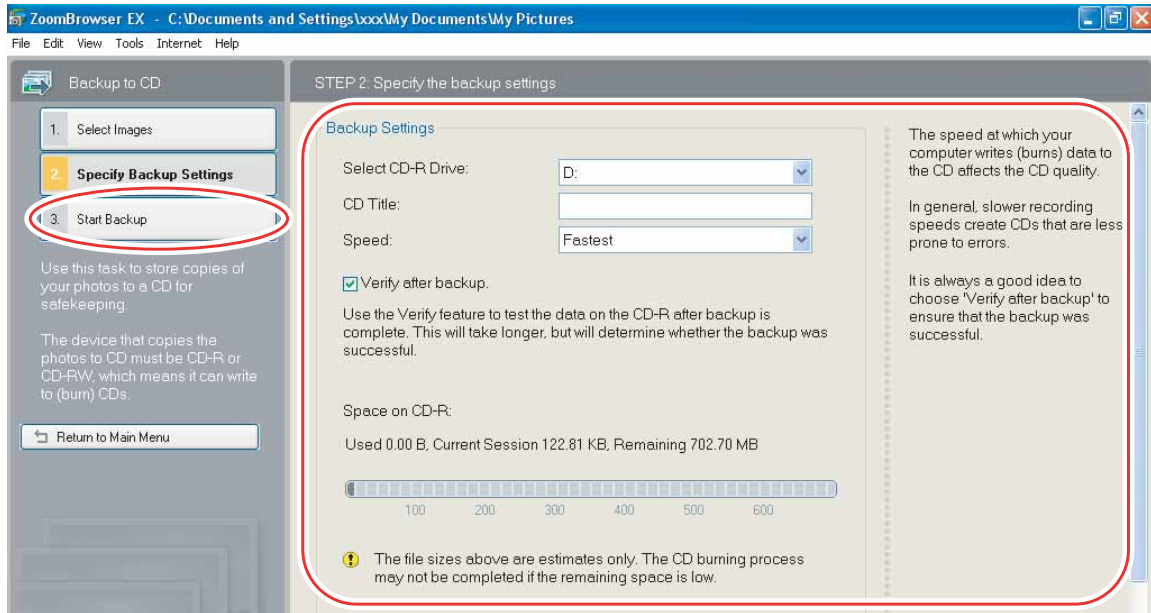 ZoomBrowser EX - C:\Documents and Settings\xxx\My Documents\My Pictures
File Edit View Tools Internet Help
Backup to CD
1. Select Images
2. Specify Backup Settings
3. Start Backup
Use this task to store copies of
your photos to a CD for
safekeeping.
The device that copies the
photos to CD must be CD-R or
CD-RW, which means it can write
to (burn) CDs.
Return to Main Menu
STEP 2: Specify the backup settings
Backup Settings
Select CD-R Drive: D:
CD Title:
Speed: Fastest
Verify after backup.
Use the Verify feature to test the data on the CD-R after backup is
complete. This will take longer, but will determine whether the backup was
successful.
Space on CD-R:
Used 0.00 B, Current Session 122.81 KB, Remaining 702.70 MB
100 200 300 400 500 600
The file sizes above are estimates only. The CD burning process
may not be completed if the remaining space is low.
The speed at which your
computer writes (burns) data to
the CD affects the CD quality.
In general, slower recording
speeds create CDs that are less
prone to errors.
It is always a good idea to
choose 'Verify after backup' to
ensure that the backup was
successful.